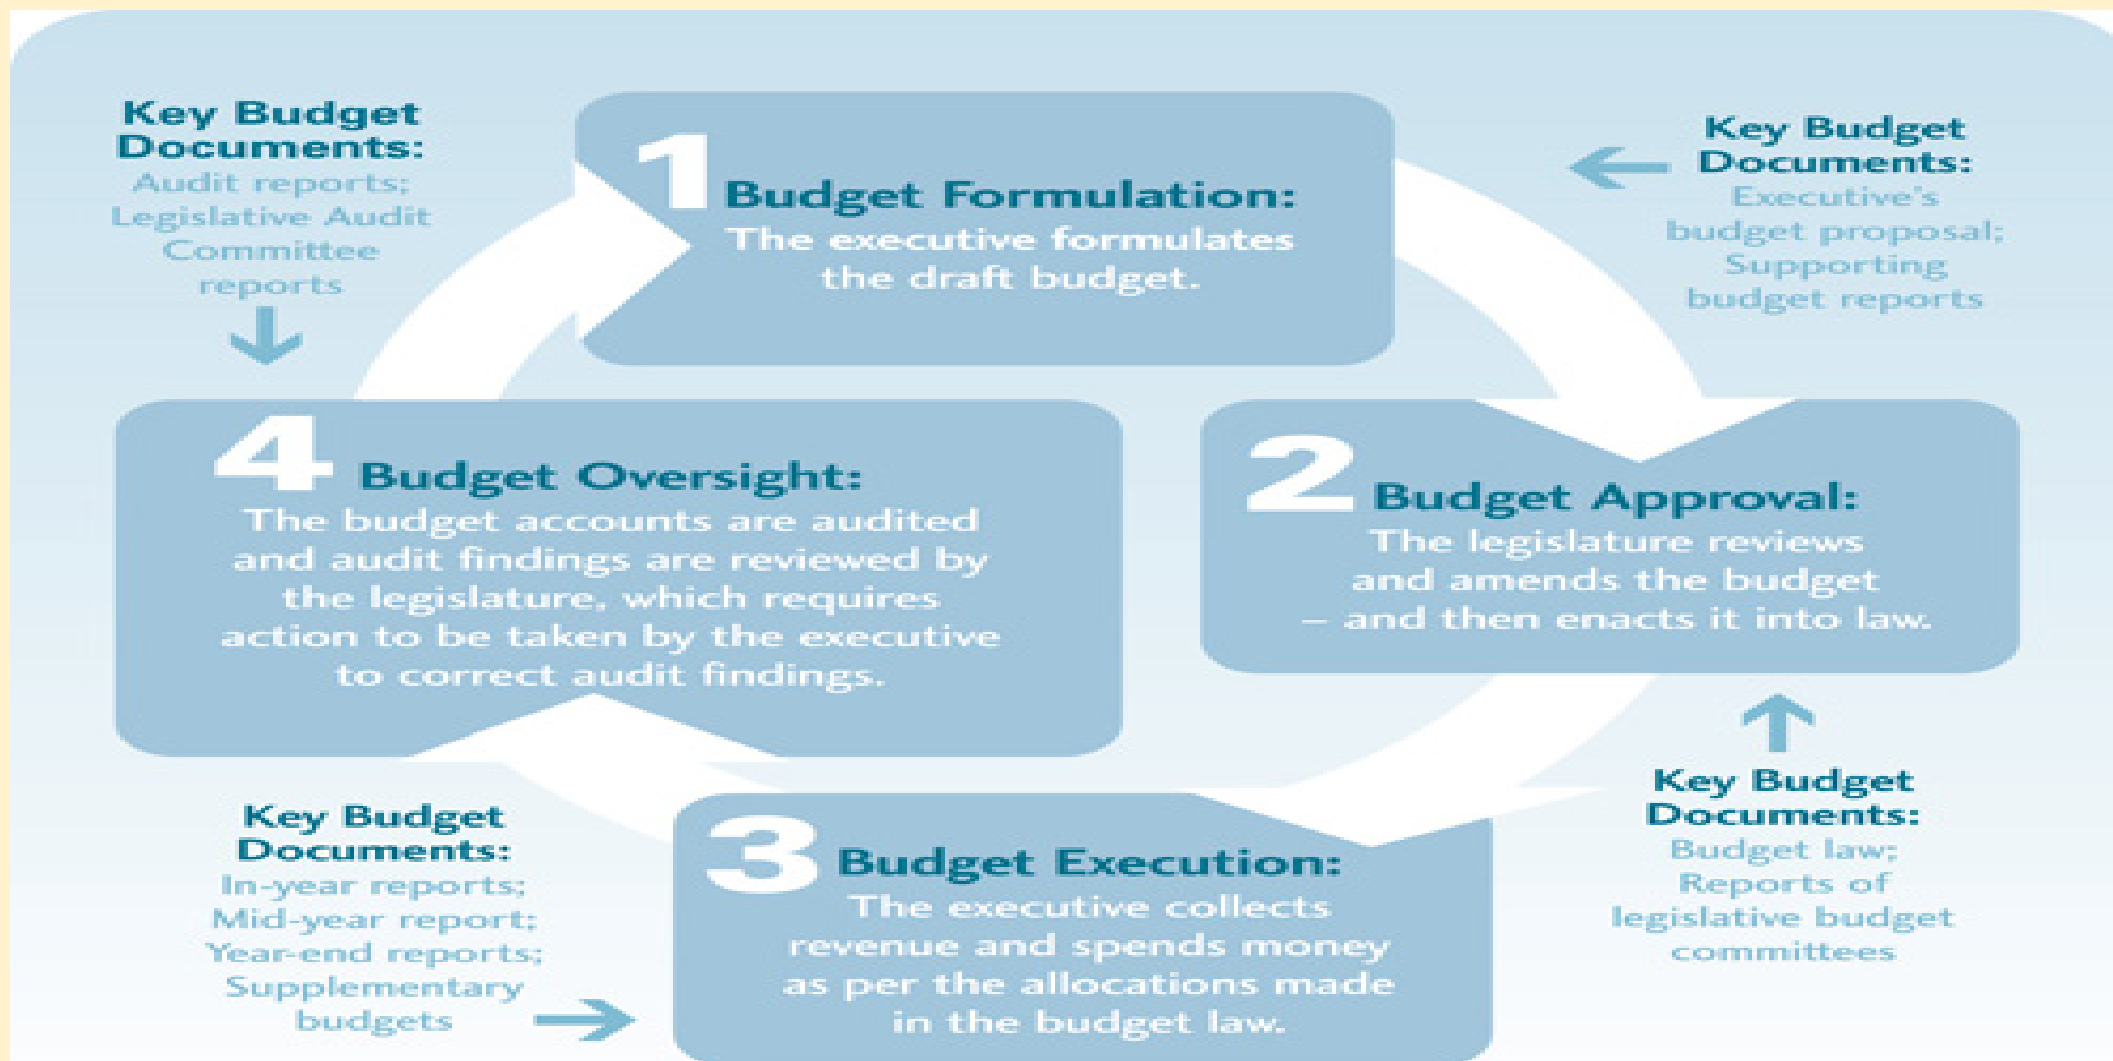 Key Budget
Documents:
Audit reports;
Legislative Audit
Committee
reports
1
Budget Formulation:
The executive formulates
the draft budget.
Key Budget
Documents:
Executive's
budget proposal;
Supporting
budget reports
2
Budget Approval:
The legislature reviews
and amends the budget
– and then enacts it into law.
Key Budget
Documents:
Budget law;
Reports of
legislative budget
committees
3
Budget Execution:
The executive collects
revenue and spends money
as per the allocations made
in the budget law.
Key Budget
Documents:
In-year reports;
Mid-year report;
Year-end reports;
Supplementary
budgets
4
Budget Oversight:
The budget accounts are audited
and audit findings are reviewed by
the legislature, which requires
action to be taken by the executive
to correct audit findings.